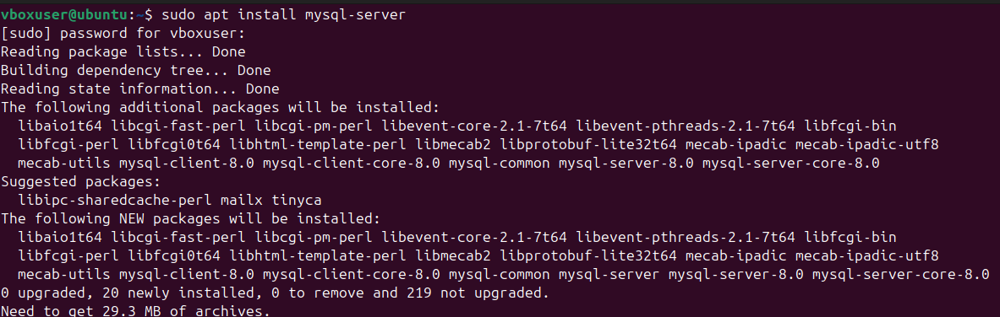 vboxuser@ubuntu:~$ sudo apt install mysql-server
[sudo] password for vboxuser:
Reading package lists... Done
Building dependency tree... Done
Reading state information... Done
The following additional packages will be installed:
  libaio1t64 libcgi-fast-perl libcgi-pm-perl libevent-core-2.1-7t64 libevent-pthreads-2.1-7t64 libfcgi-bin
  libfcgi-perl libfcgi0t64 libhtml-template-perl libmecab2 libprotobuf-lite32t64 mecab-ipadic mecab-ipadic-utf8
  mecab-utils mysql-client-8.0 mysql-client-core-8.0 mysql-common mysql-server-8.0 mysql-server-core-8.0
Suggested packages:
  libipc-sharedcache-perl mailx tinyca
The following NEW packages will be installed:
  libaio1t64 libcgi-fast-perl libcgi-pm-perl libevent-core-2.1-7t64 libevent-pthreads-2.1-7t64 libfcgi-bin
  libfcgi-perl libfcgi0t64 libhtml-template-perl libmecab2 libprotobuf-lite32t64 mecab-ipadic mecab-ipadic-utf8
  mecab-utils mysql-client-8.0 mysql-client-core-8.0 mysql-common mysql-server mysql-server-8.0 mysql-server-core-8.0
0 upgraded, 20 newly installed, 0 to remove and 219 not upgraded.
Need to get 29.3 MB of archives.